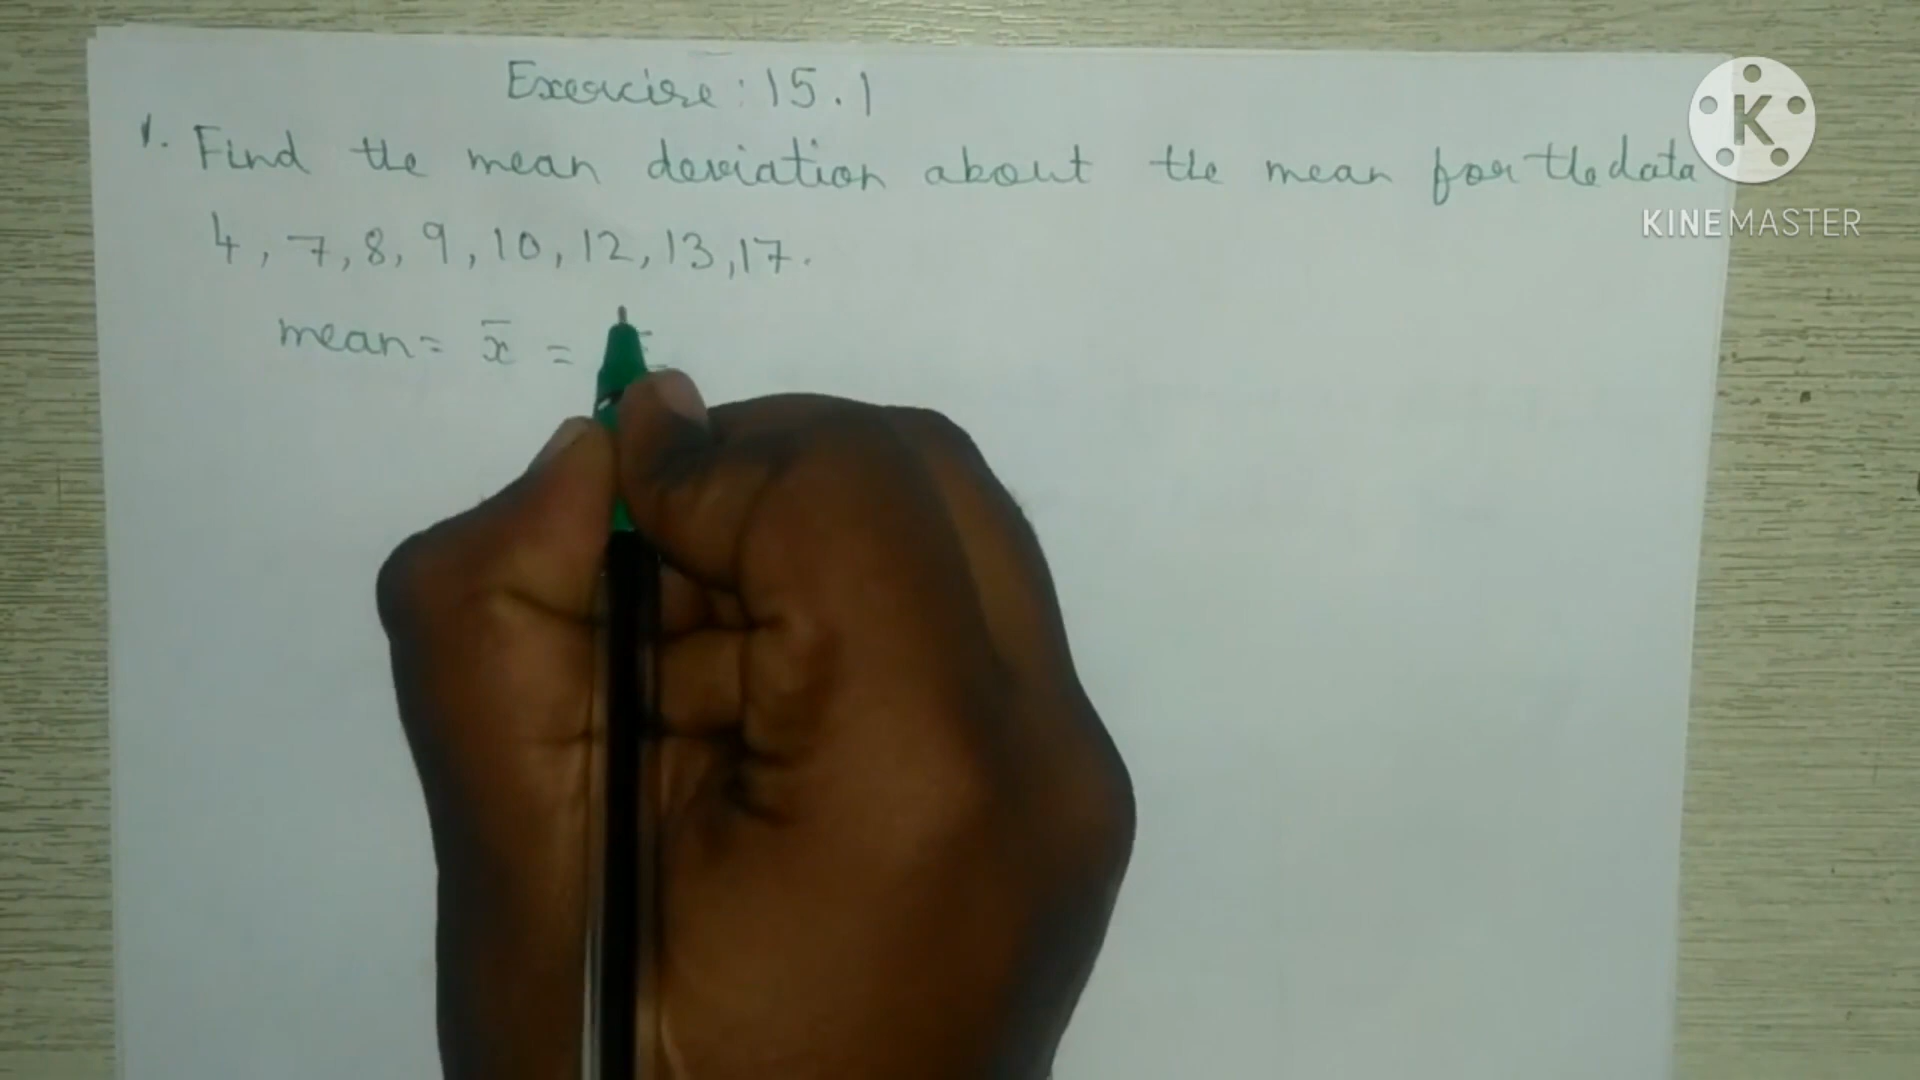 Exercise : 15.1
1. Find the mean deviation about the mean for the data
4, 7, 8, 9, 10, 12, 13, 17.
mean = x̄ =
K
KINEMASTER